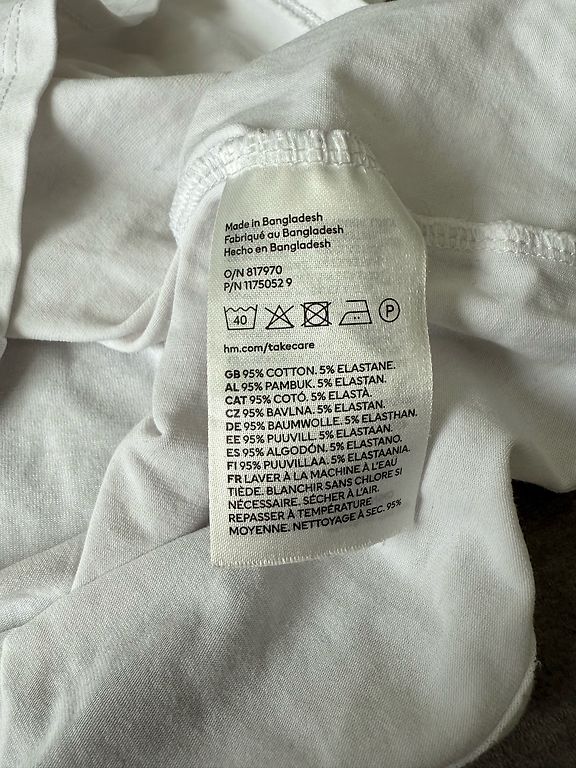 Made in Bangladesh
Fabriqué au Bangladesh
Hecho en Bangladesh
O/N 817970
P/N 1175052 9
40 P
hm.com/takecare
GB 95% COTTON. 5% ELASTANE.
AL 95% PAMBUK. 5% ELASTAN.
CAT 95% COTÓ. 5% ELASTÀ.
CZ 95% BAVLNA. 5% ELASTAN.
DE 95% BAUMWOLLE. 5% ELASTHAN.
EE 95% PUUVILL. 5% ELASTAAN.
ES 95% ALGODÓN. 5% ELASTANO.
FI 95% PUUVILLAA. 5% ELASTAANIA.
FR LAVER À LA MACHINE À L'EAU
TIÈDE. BLANCHIR SANS CHLORE SI
NÉCESSAIRE. SÉCHER À L'AIR.
REPASSER À TEMPÉRATURE
MOYENNE. NETTOYAGE À SEC. 95%